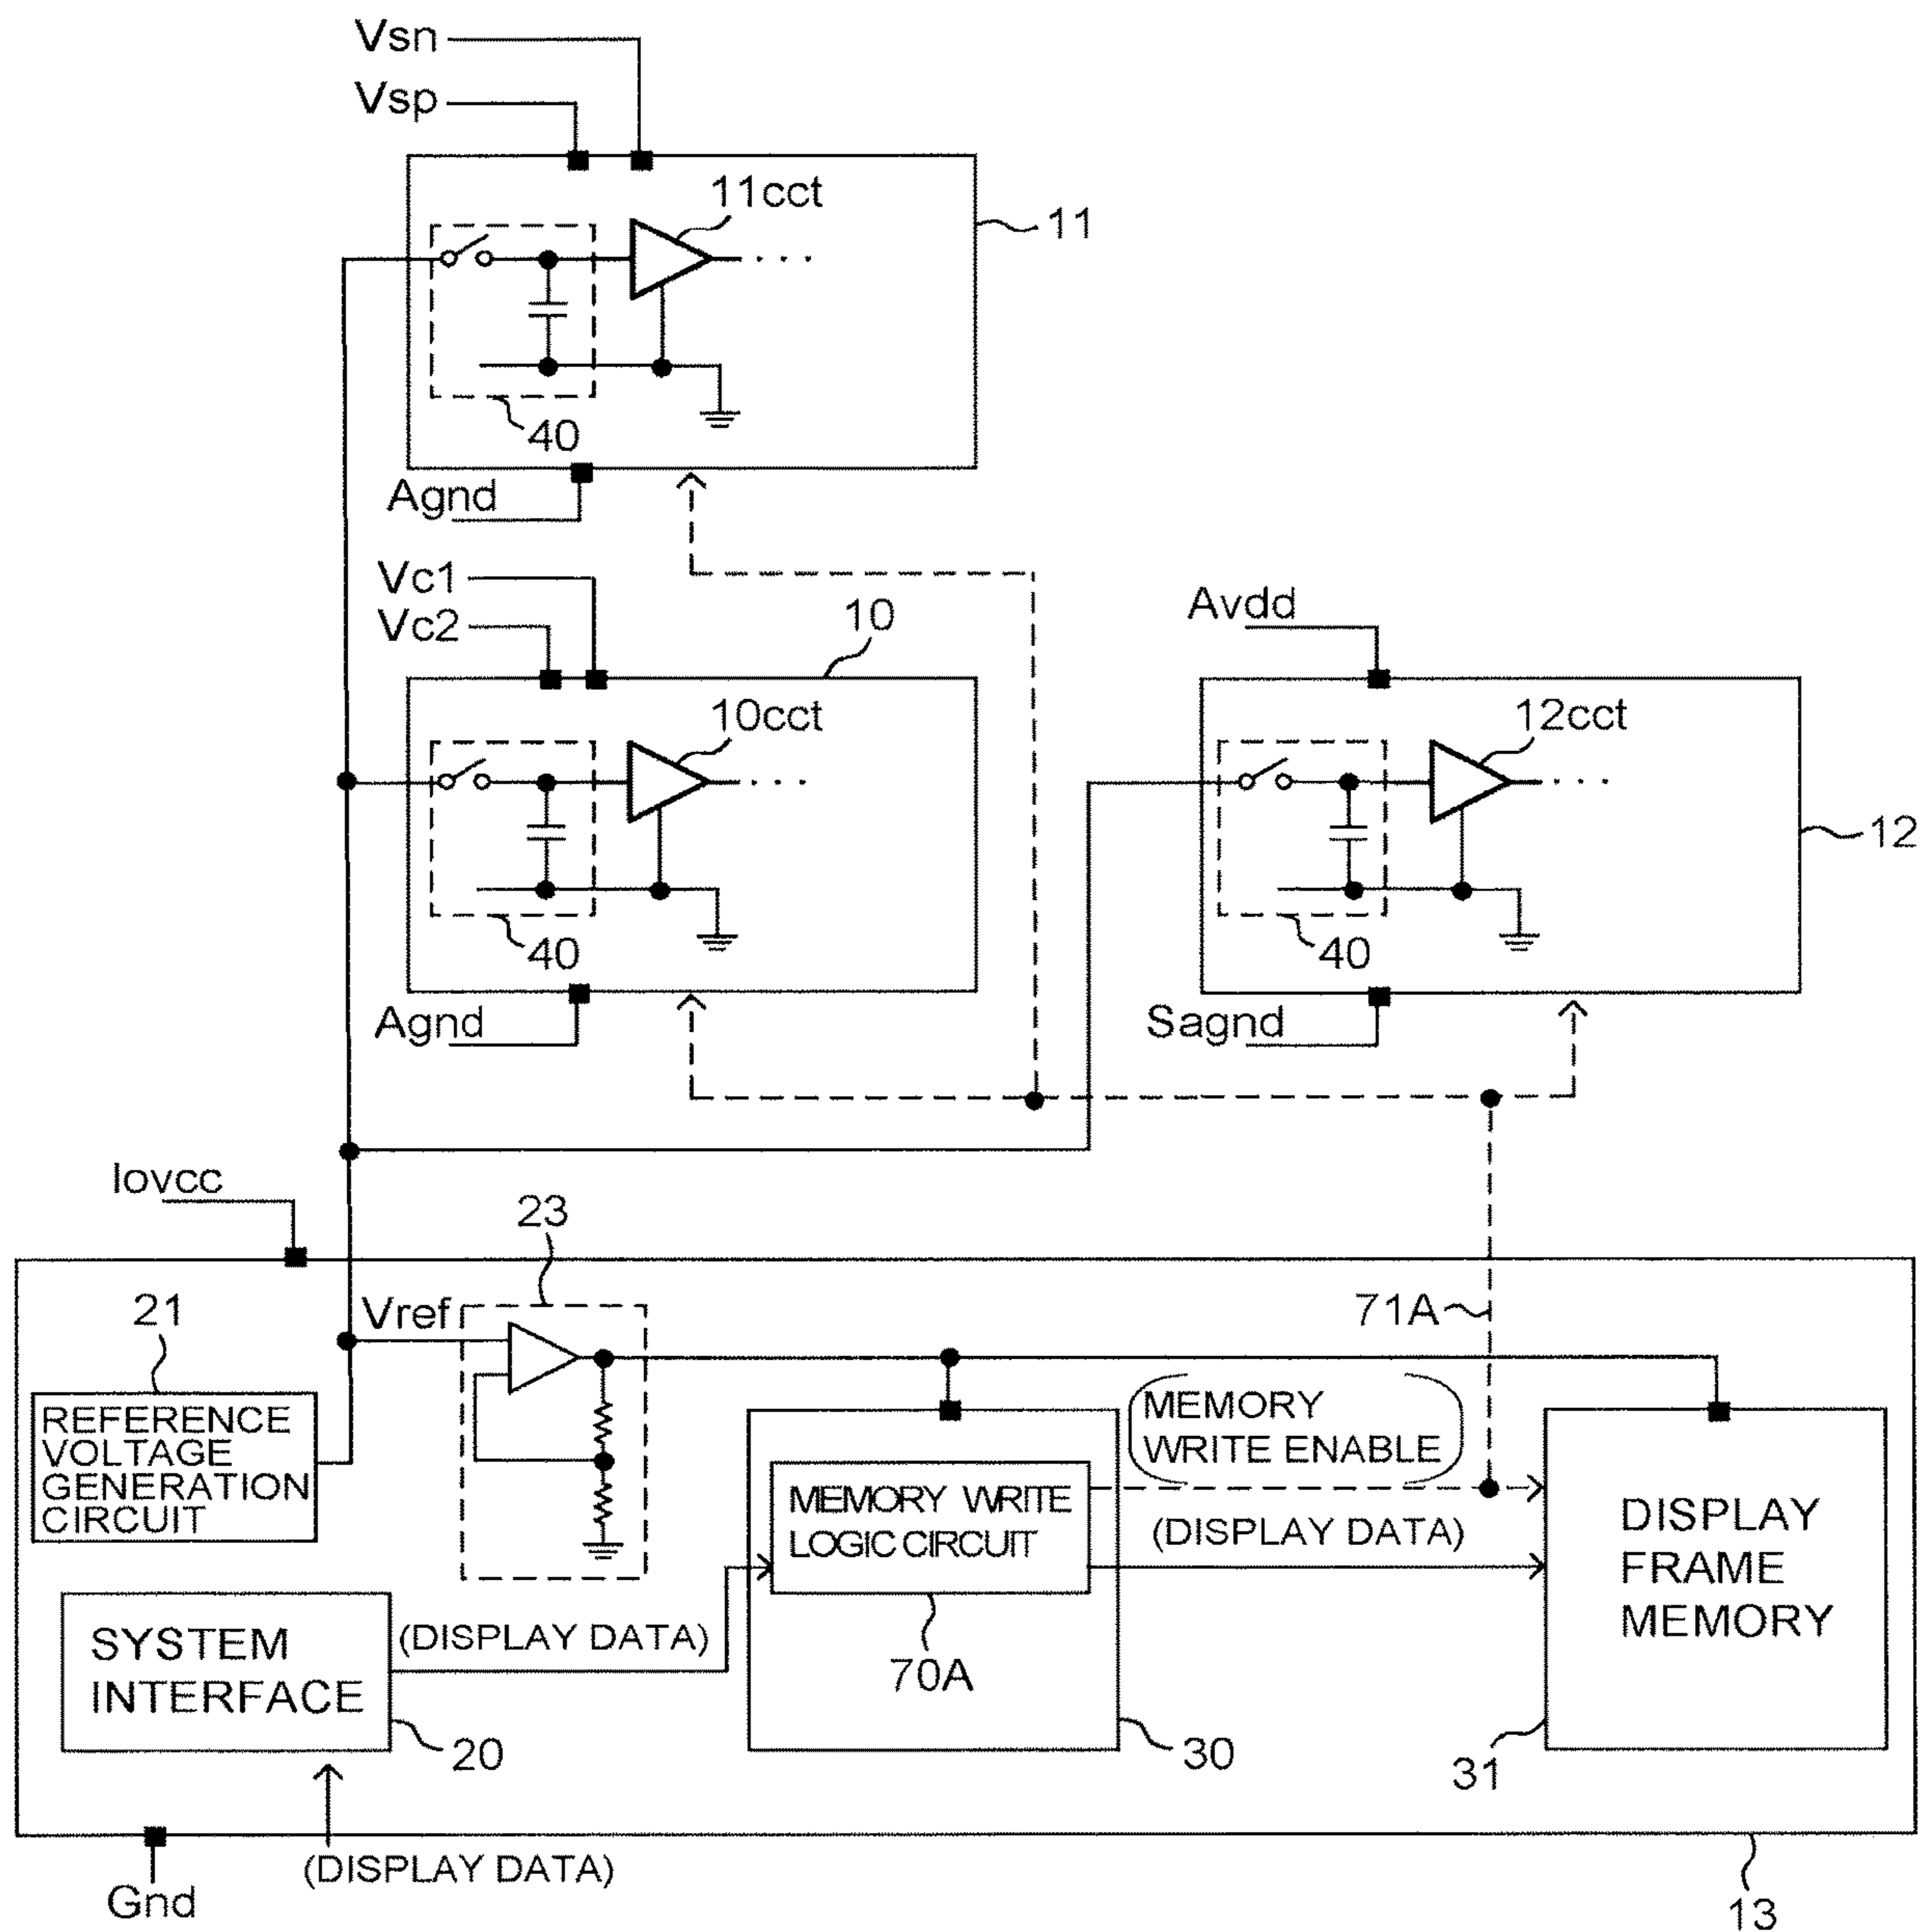 Vsn
Vsp
11cct
11
40
Agnd
Vc1
Vc2
10
Avdd
10cct
12cct
12
40
40
Agnd
Sagnd
Iovcc
23
21
Vref
71A
REFERENCE
VOLTAGE
GENERATION
CIRCUIT
MEMORY
WRITE ENABLE
MEMORY WRITE
LOGIC CIRCUIT
(DISPLAY DATA)
DISPLAY
FRAME
MEMORY
SYSTEM
INTERFACE
(DISPLAY DATA)
70A
20
30
31
(DISPLAY DATA)
Gnd
13